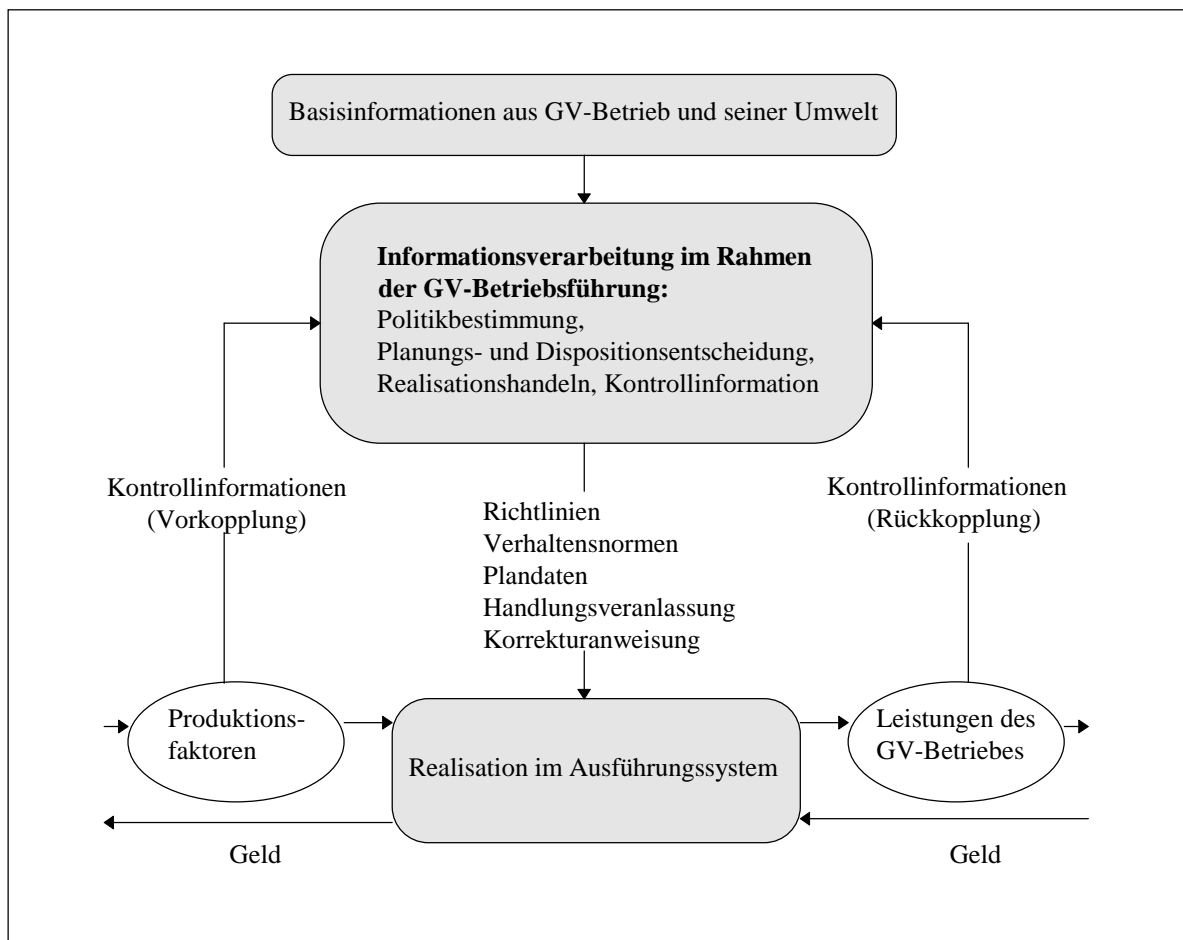 Basisinformationen aus GV-Betrieb und seiner Umwelt
Informationsverarbeitung im Rahmen
der GV-Betriebsführung:
Politikbestimmung,
Planungs- und Dispositionsentscheidung,
Realisationshandeln, Kontrollinformation
Kontrollinformationen
(Vorkopplung)
Richtlinien
Verhaltensnormen
Plandaten
Handlungsveranlassung
Korrekturanweisung
Kontrollinformationen
(Rückkopplung)
Produktions-
faktoren
Realisation im Ausführungssystem
Leistungen des
GV-Betriebes
Geld
Geld